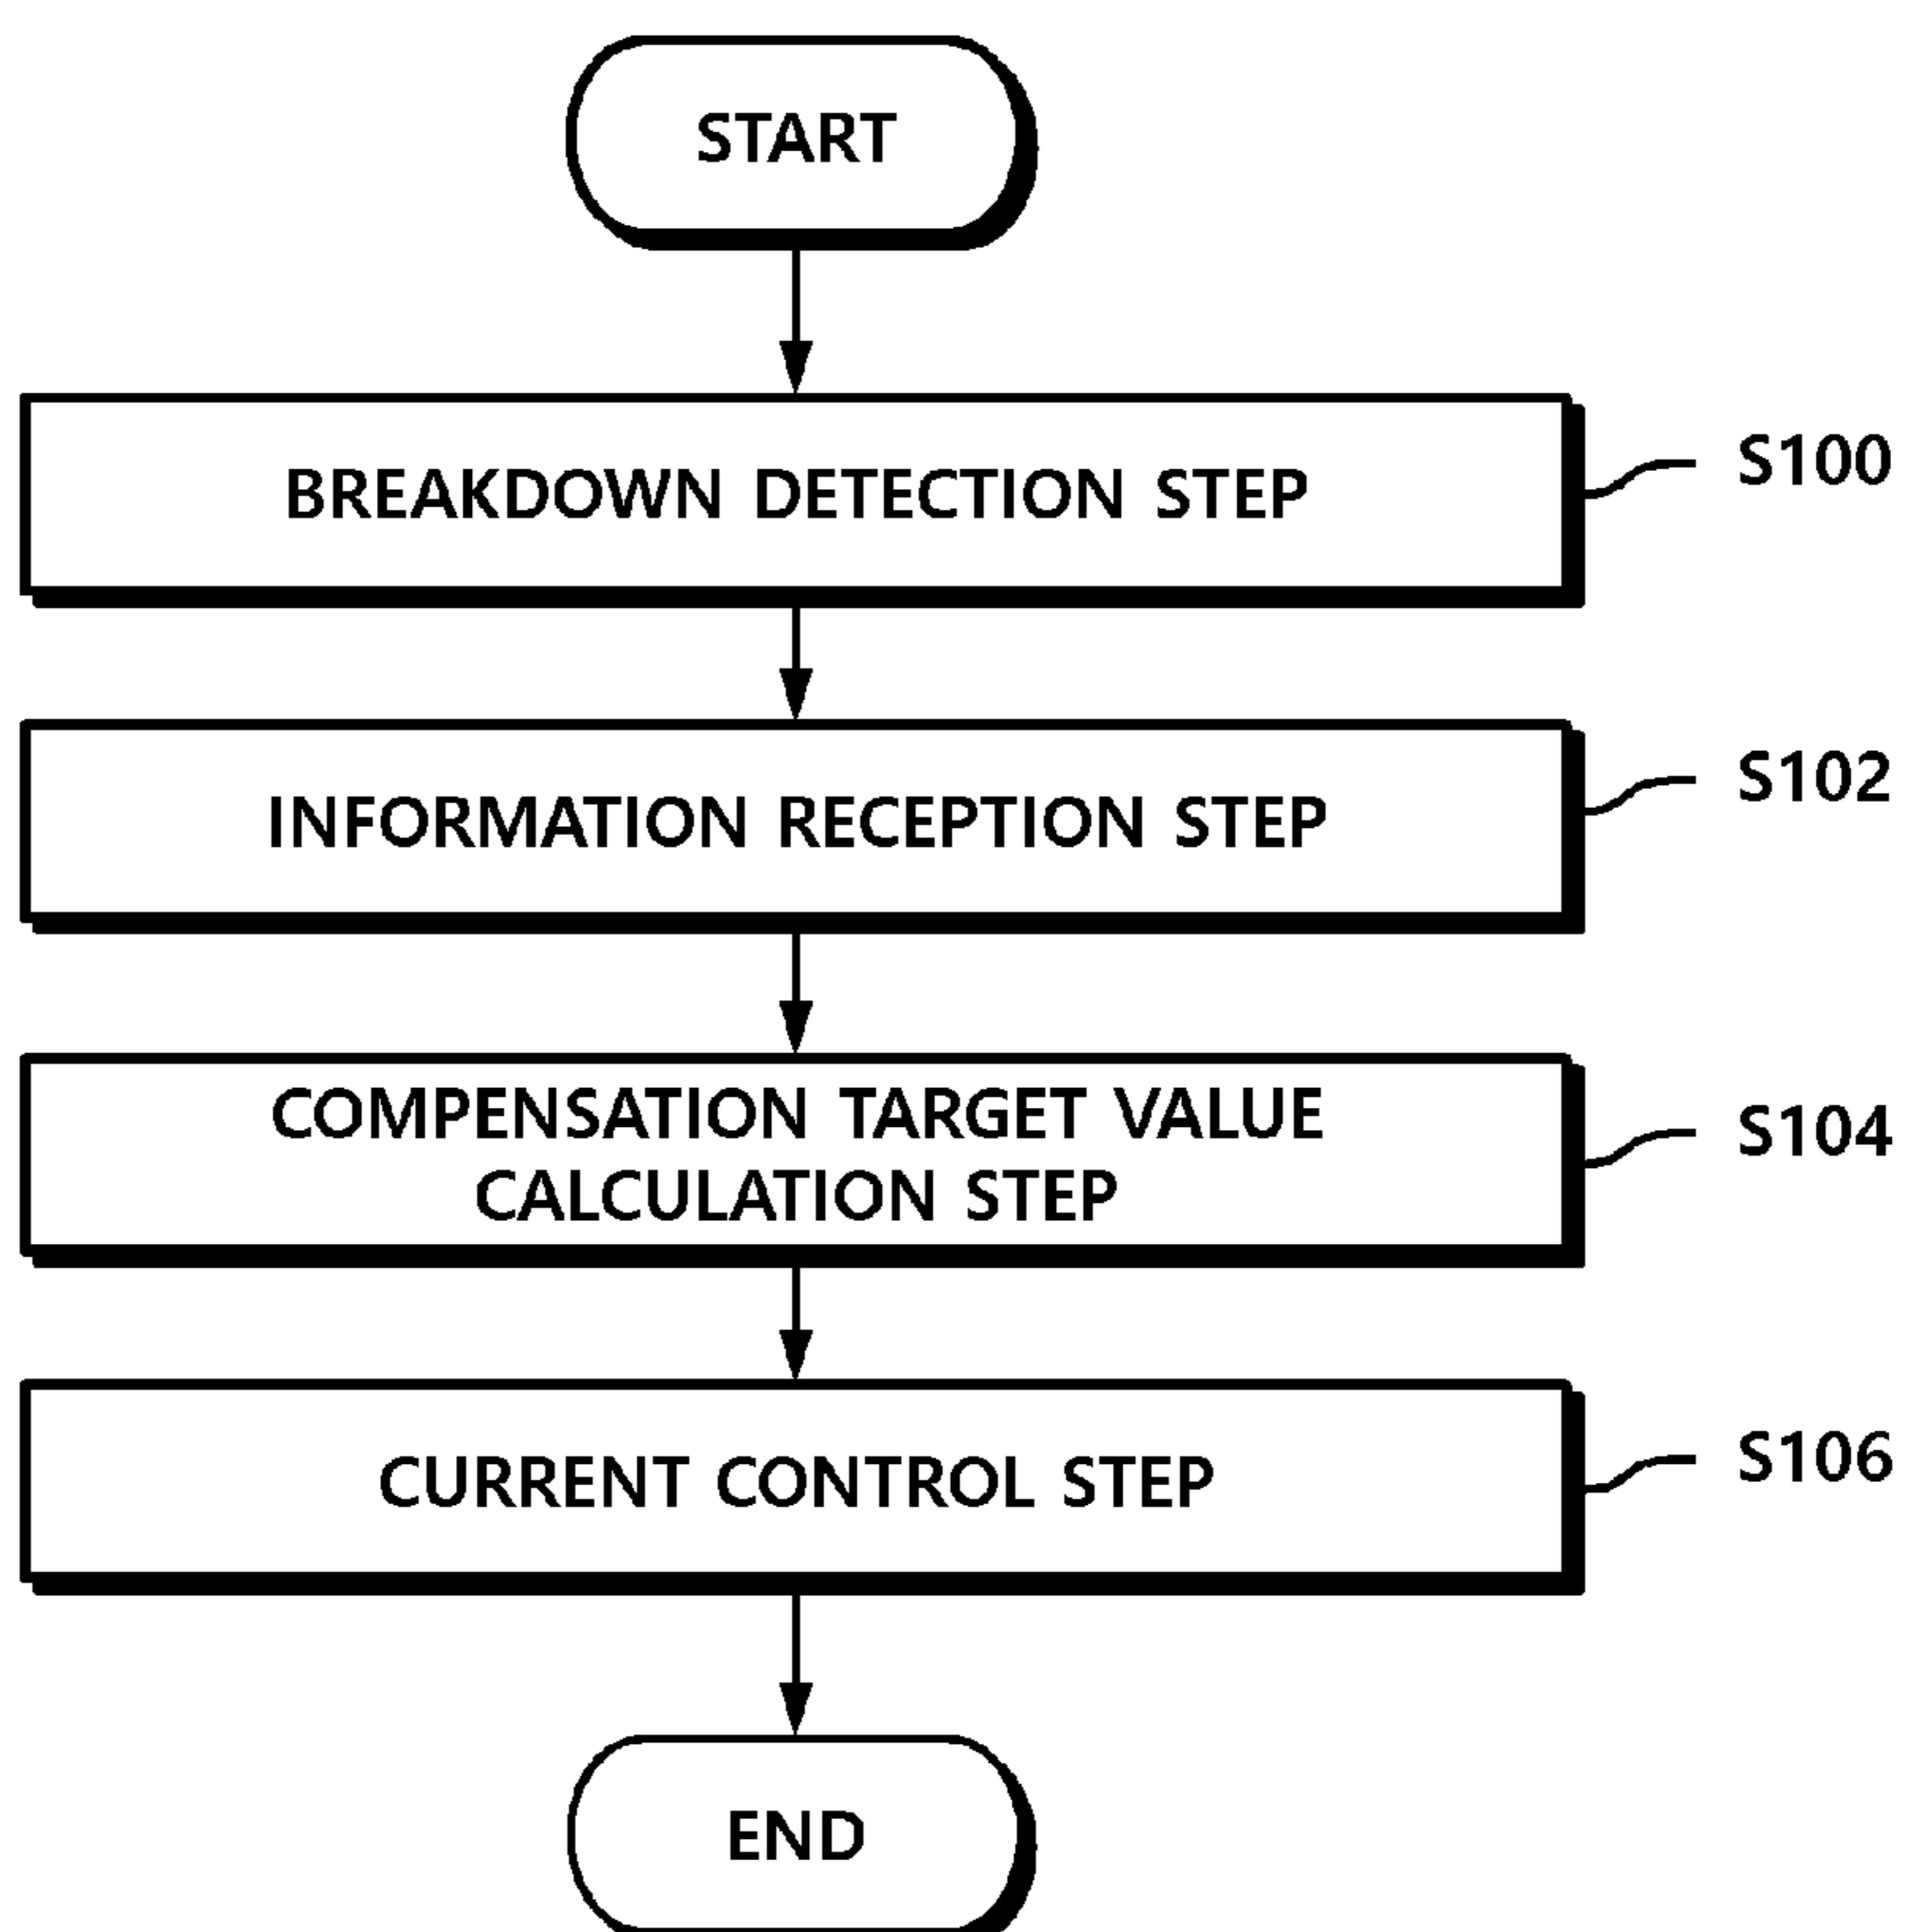 START
BREAKDOWN DETECTION STEP
S100
INFORMATION RECEPTION STEP
S102
COMPENSATION TARGET VALUE
CALCULATION STEP
S104
CURRENT CONTROL STEP
S106
END